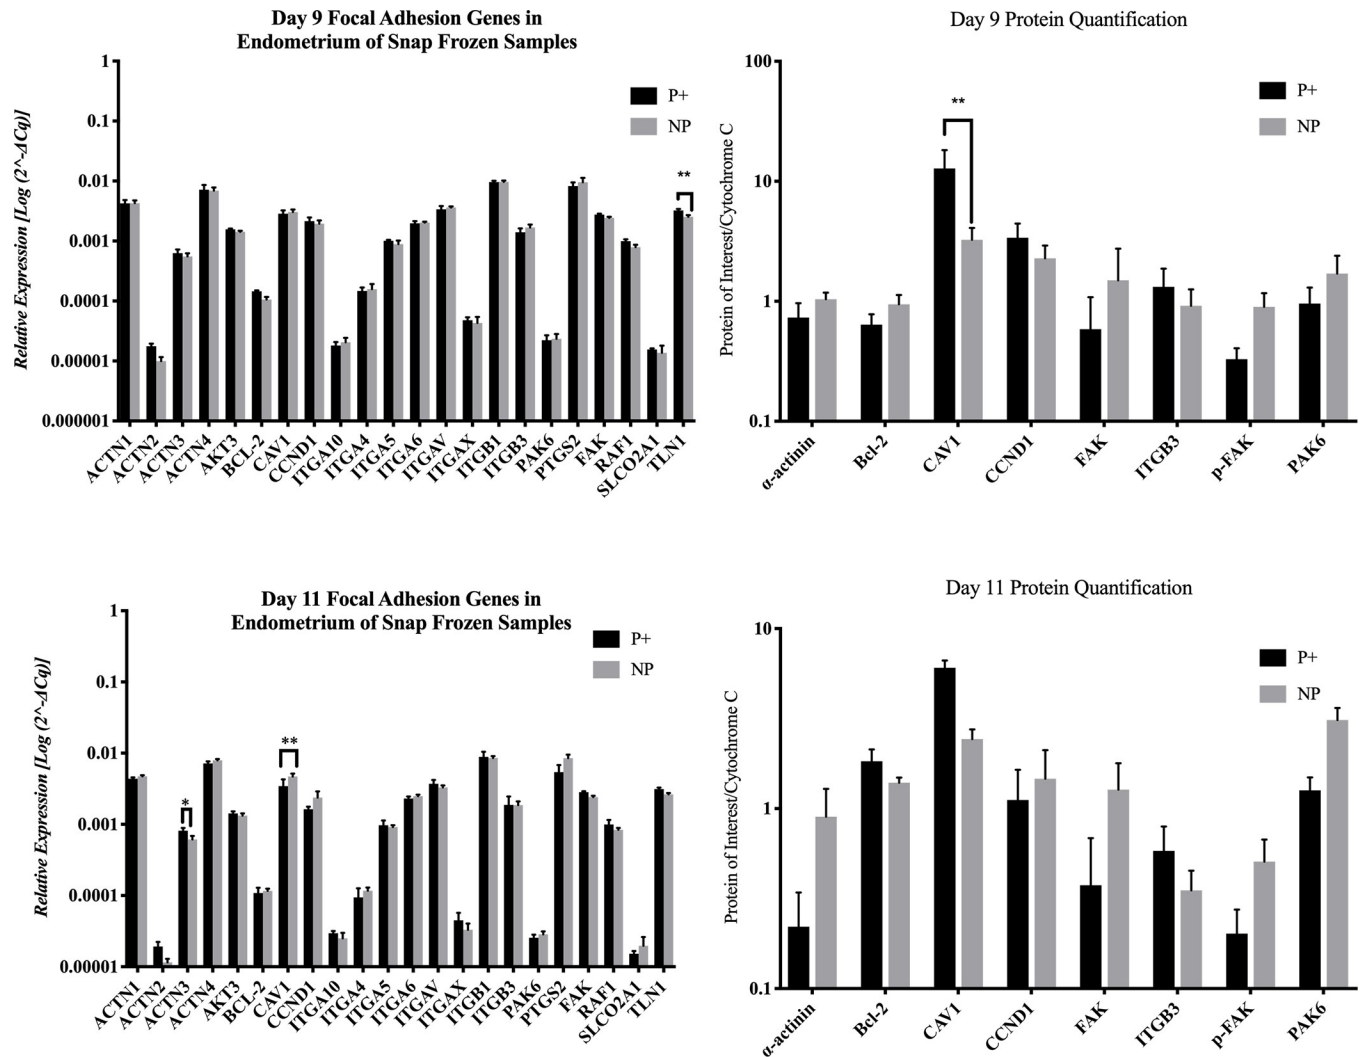 Day 9 Focal Adhesion Genes in
Endometrium of Snap Frozen Samples
Relative Expression [Log (2^-ΔCq)]
1
0.1
0.01
0.001
0.0001
0.00001
0.000001
P+
NP
**
ACTN1
ACTN2
ACTN3
ACTN4
AKT3
BCL-2
CAV1
CCND1
ITGA10
ITGA4
ITGA5
ITGA6
ITGAV
ITGAX
ITGB1
ITGB3
PAK6
PTGS2
FAK
RAF1
SLCO2A1
TLN1
Day 9 Protein Quantification
Protein of Interest/Cytochrome C
100
10
1
0.1
P+
NP
**
α-actinin
Bcl-2
CAV1
CCND1
FAK
ITGB3
p-FAK
PAK6
Day 11 Focal Adhesion Genes in
Endometrium of Snap Frozen Samples
Relative Expression [Log (2^-ΔCq)]
1
0.1
0.01
0.001
0.0001
0.00001
P+
NP
*
**
ACTN1
ACTN2
ACTN3
ACTN4
AKT3
BCL-2
CAV1
CCND1
ITGA10
ITGA4
ITGA5
ITGA6
ITGAV
ITGAX
ITGB1
ITGB3
PAK6
PTGS2
FAK
RAF1
SLCO2A1
TLN1
Day 11 Protein Quantification
Protein of Interest/Cytochrome C
10
1
0.1
P+
NP
α-actinin
Bcl-2
CAV1
CCND1
FAK
ITGB3
p-FAK
PAK6